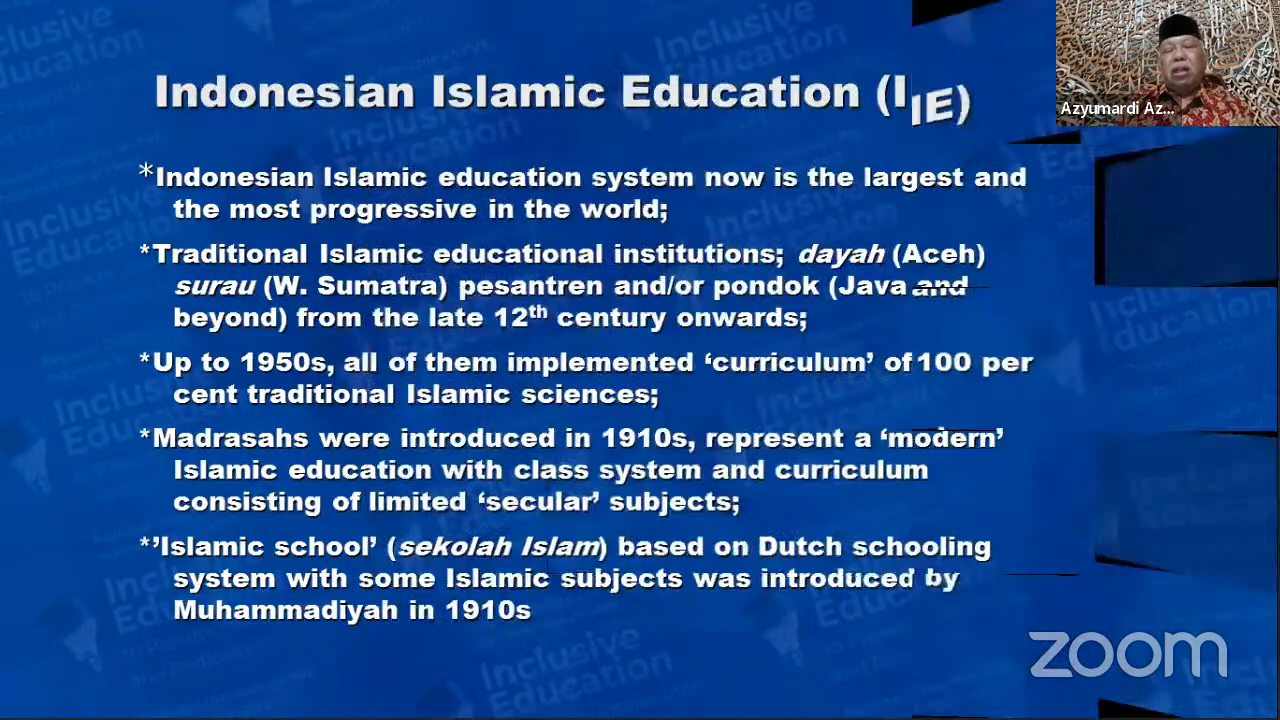 Indonesian Islamic Education (IIE)
Azyumardi Az...
*Indonesian Islamic education system now is the largest and
the most progressive in the world;
*Traditional Islamic educational institutions; dayah (Aceh)
surau (W. Sumatra) pesantren and/or pondok (Java and
beyond) from the late 12th century onwards;
*Up to 1950s, all of them implemented ‘curriculum’ of 100 per
cent traditional Islamic sciences;
*Madrasahs were introduced in 1910s, represent a ‘modern’
Islamic education with class system and curriculum
consisting of limited ‘secular’ subjects;
*’Islamic school’ (sekolah Islam) based on Dutch schooling
system with some Islamic subjects was introduced by
Muhammadiyah in 1910s
zoom
Inclusive
Education